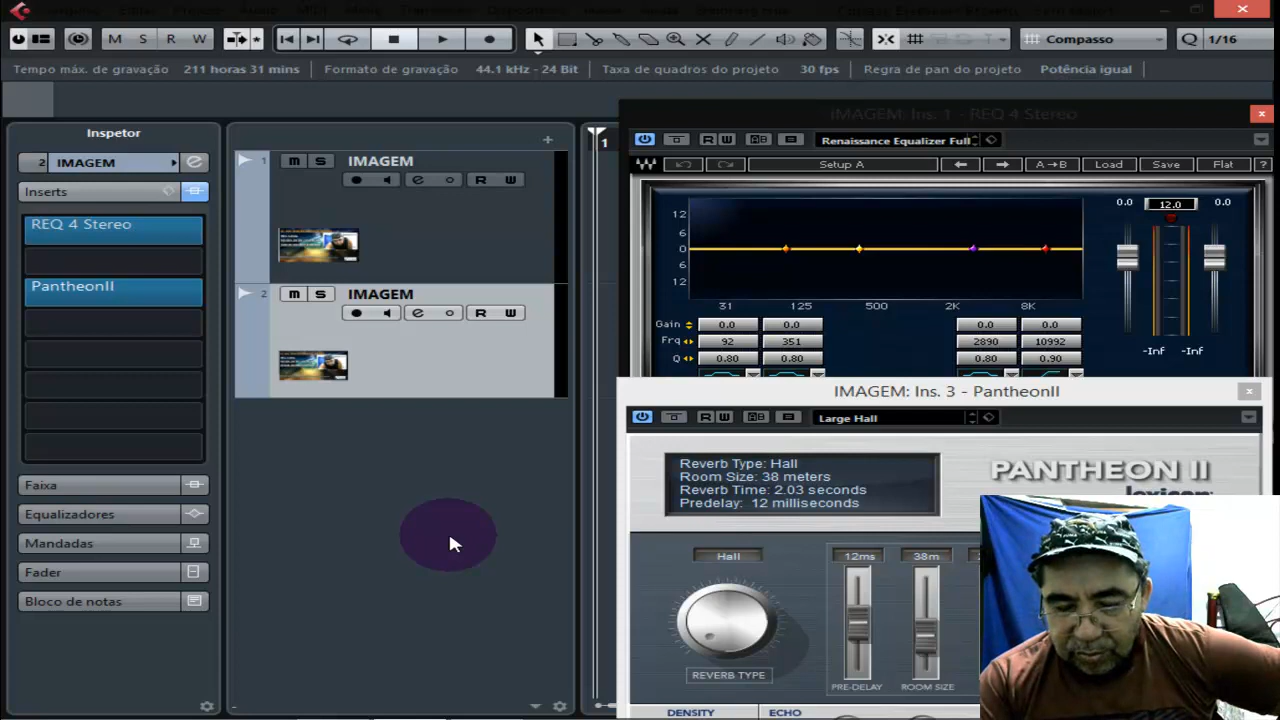 M S R W
Compasso
Q 1/16
Tempo máx. de gravação 211 horas 31 mins Formato de gravação 44.1 kHz - 24 Bit Taxa de quadros do projeto 30 fps Regra de pan do projeto Potência igual
Inspetor
2 IMAGEM
Inserts
REQ 4 Stereo
PantheonII
Faixa
Equalizadores
Mandadas
Fader
Bloco de notas
1 m S IMAGEM
e R W
2 m S IMAGEM
e R W
1
iMAGEM: Ins. 1 - REQ 4 Stereo
R W Renaissance Equalizer Full
Setup A A→B Load Save Flat ?
12 6 0 6 12
31 125 500 2K 8K
0.0 12.0 0.0
Gain 0.0 0.0 0.0 0.0
Frq 92 351 2890 10992
Q 0.80 0.80 0.80 0.90
-Inf -Inf
IMAGEM: Ins. 3 - PantheonII
R W Large Hall
Reverb Type: Hall
Room Size: 38 meters
Reverb Time: 2.03 seconds
Predelay: 12 milliseconds
PANTHEON II
lexicon
Hall 12ms 38m
REVERB TYPE PRE-DELAY ROOM SIZE
DENSITY ECHO